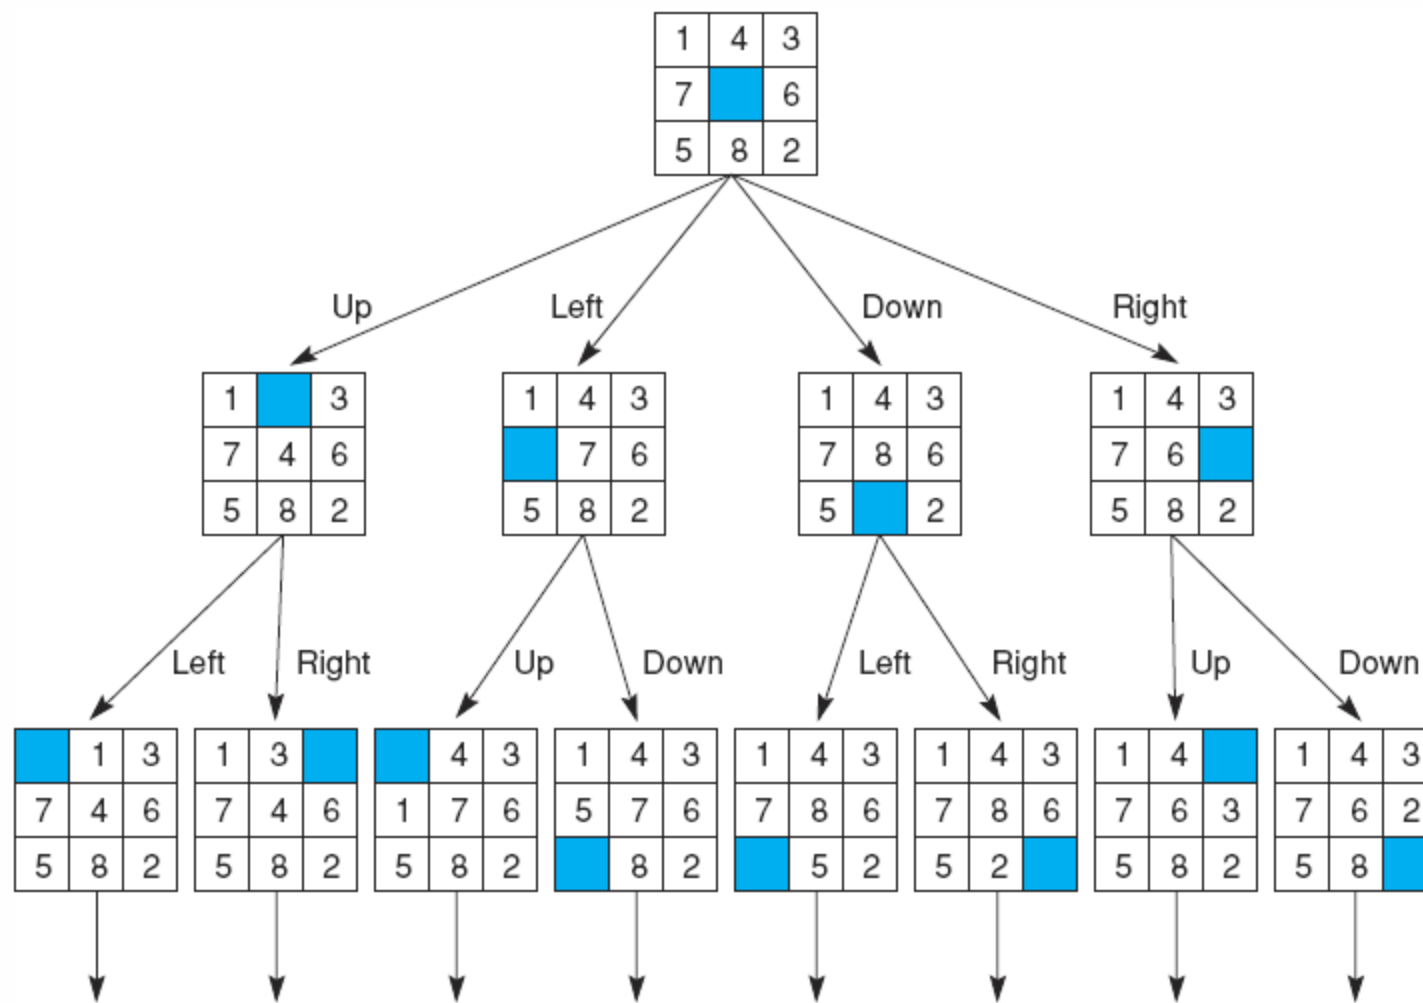 1 4 3
7 6
5 8 2
Up Left Down Right
1 3 1 4 3 1 4 3 1 4 3
7 4 6 7 6 7 8 6 7 6
5 8 2 5 8 2 5 2 5 8 2
Left Right Up Down Left Right Up Down
1 3 1 3 4 3 1 4 3 1 4 3 1 4 3 1 4 1 4 3
7 4 6 7 4 6 1 7 6 5 7 6 7 8 6 7 8 6 7 6 3 7 6 2
5 8 2 5 8 2 5 8 2 8 2 5 2 5 2 5 8 2 5 8